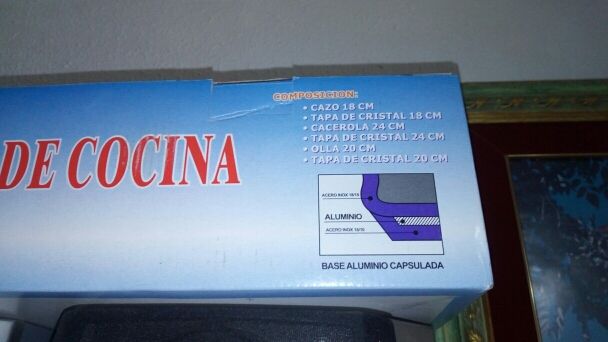 DE COCINA
COMPOSICION:
• CAZO 18 CM
• TAPA DE CRISTAL 18 CM
• CACEROLA 24 CM
• TAPA DE CRISTAL 24 CM
• OLLA 20 CM
• TAPA DE CRISTAL 20 CM
ACERO INOX 18/10
ALUMINIO
ACERO INOX 18/10
BASE ALUMINIO CAPSULADA